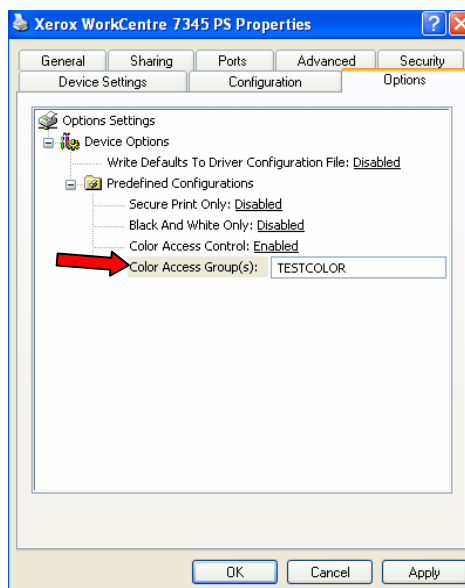 Xerox WorkCentre 7345 PS Properties
General Sharing Ports Advanced Security
Device Settings Configuration Options
Options Settings
Device Options
Write Defaults To Driver Configuration File: Disabled
Predefined Configurations
Secure Print Only: Disabled
Black And White Only: Disabled
Color Access Control: Enabled
Color Access Group(s): TESTCOLOR
OK Cancel Apply